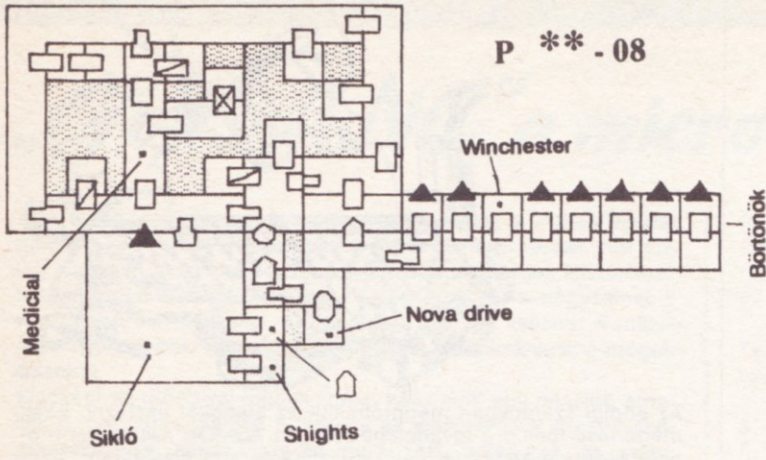 P ** - 08
Winchester
Börtönök
Medicial
Nova drive
Sikló
Shights